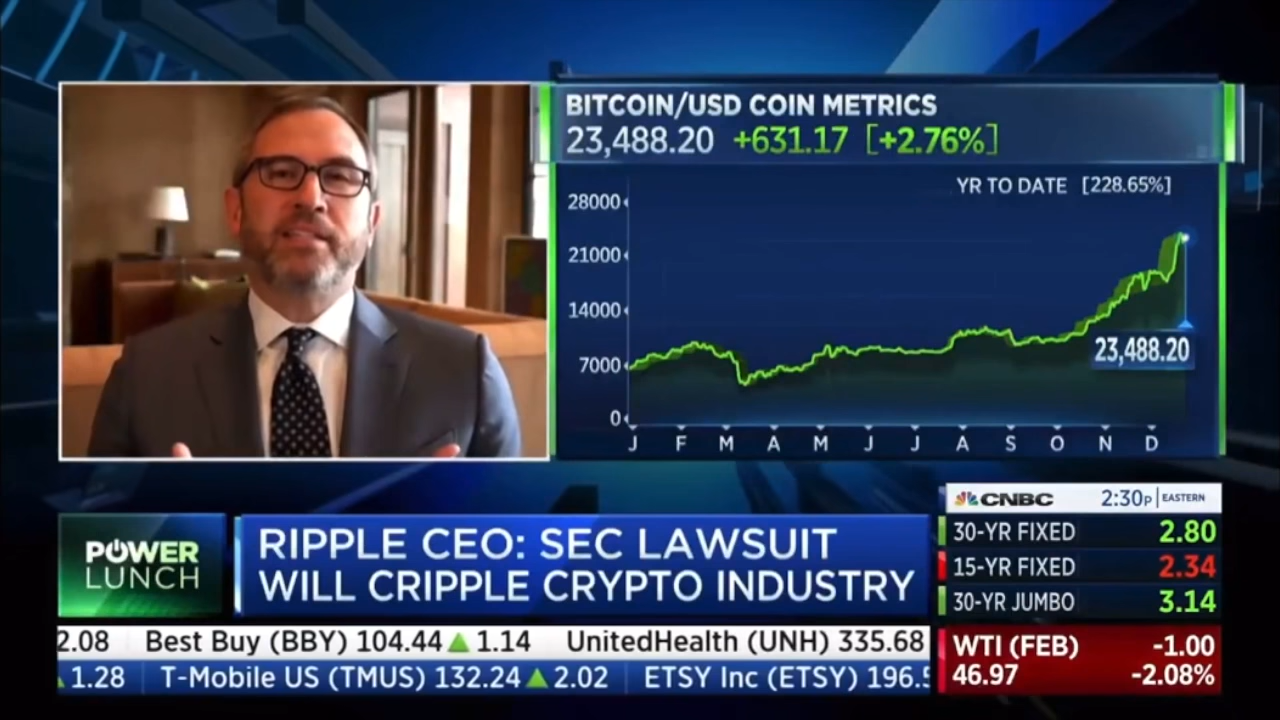 BITCOIN/USD COIN METRICS
23,488.20 +631.17 [+2.76%]
YR TO DATE [228.65%]
28000
21000
14000
7000
0
23,488.20
J F M A M J J A S O N D
CNBC 2:30P EASTERN
30-YR FIXED 2.80
15-YR FIXED 2.34
30-YR JUMBO 3.14
POWER
LUNCH
RIPPLE CEO: SEC LAWSUIT
WILL CRIPPLE CRYPTO INDUSTRY
2.08 Best Buy (BBY) 104.44 ▲ 1.14 UnitedHealth (UNH) 335.68
▲ 1.28 T-Mobile US (TMUS) 132.24 ▲ 2.02 ETSY Inc (ETSY) 196.5
WTI (FEB) -1.00
46.97 -2.08%